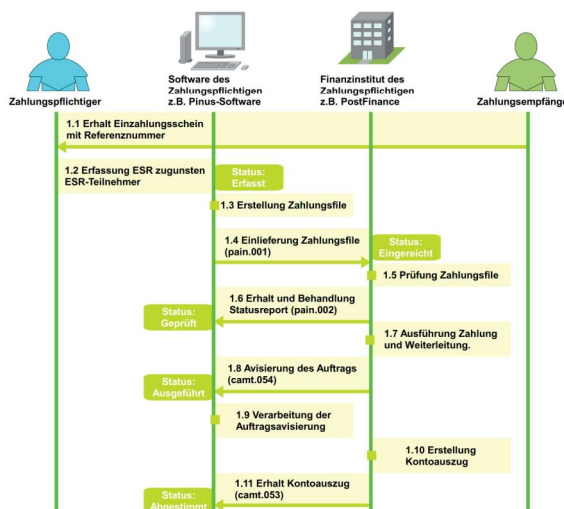 Zahlungspflichtiger
Software des
Zahlungspflichtigen
z.B. Pinus-Software
Finanzinstitut des
Zahlungspflichtigen
z.B. PostFinance
Zahlungsempfänge
1.1 Erhalt Einzahlungsschein
mit Referenznummer
1.2 Erfassung ESR zugunsten
ESR-Teilnehmer
Status:
Erfasst
1.3 Erstellung Zahlungsfile
1.4 Einlieferung Zahlungsfile
(pain.001)
Status:
Eingereicht
1.5 Prüfung Zahlungsfile
1.6 Erhalt und Behandlung
Statusreport (pain.002)
Status:
Geprüft
1.7 Ausführung Zahlung
und Weiterleitung.
1.8 Avisierung des Auftrags
(camt.054)
Status:
Ausgeführt
1.9 Verarbeitung der
Auftragsavisierung
1.10 Erstellung
Kontoauszug
1.11 Erhalt Kontoauszug
(camt.053)
Status:
Abgestimmt